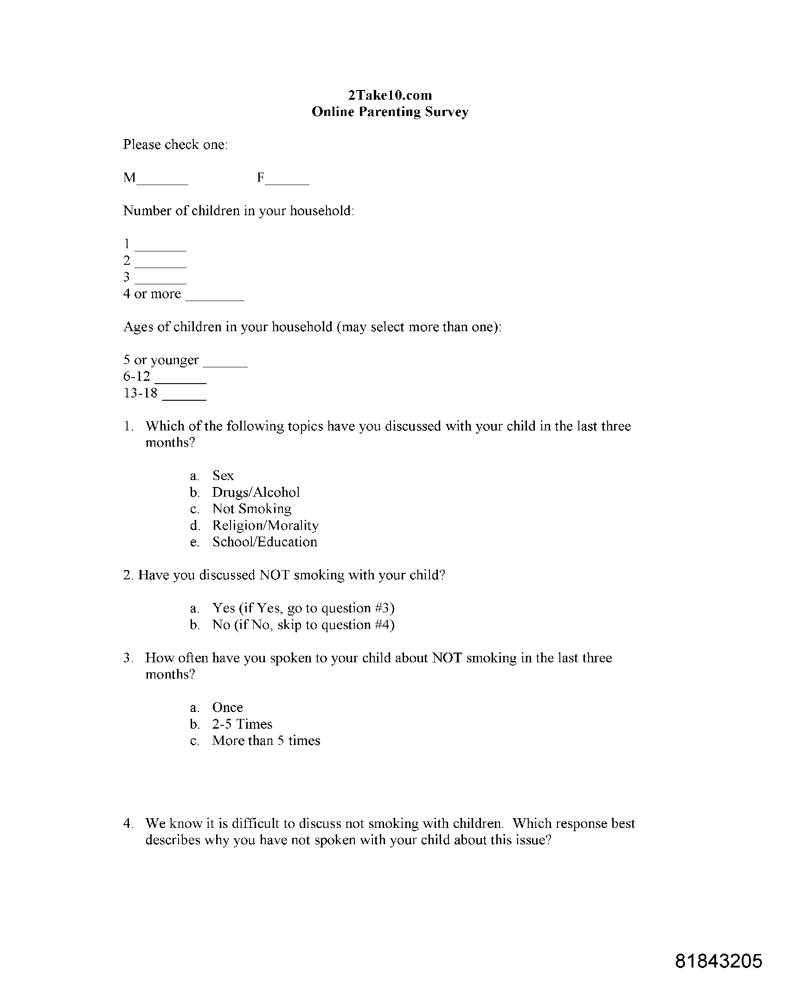 2Take10.com
Online Parenting Survey
Please check one:
M_______ F______
Number of children in your household:
1 _______
2 _______
3 _______
4 or more ________
Ages of children in your household (may select more than one):
5 or younger ______
6-12 _______
13-18 ______
1. Which of the following topics have you discussed with your child in the last three
months?
a. Sex
b. Drugs/Alcohol
c. Not Smoking
d. Religion/Morality
e. School/Education
2. Have you discussed NOT smoking with your child?
a. Yes (if Yes, go to question #3)
b. No (if No, skip to question #4)
3. How often have you spoken to your child about NOT smoking in the last three
months?
a. Once
b. 2-5 Times
c. More than 5 times
4. We know it is difficult to discuss not smoking with children. Which response best
describes why you have not spoken with your child about this issue?
81843205